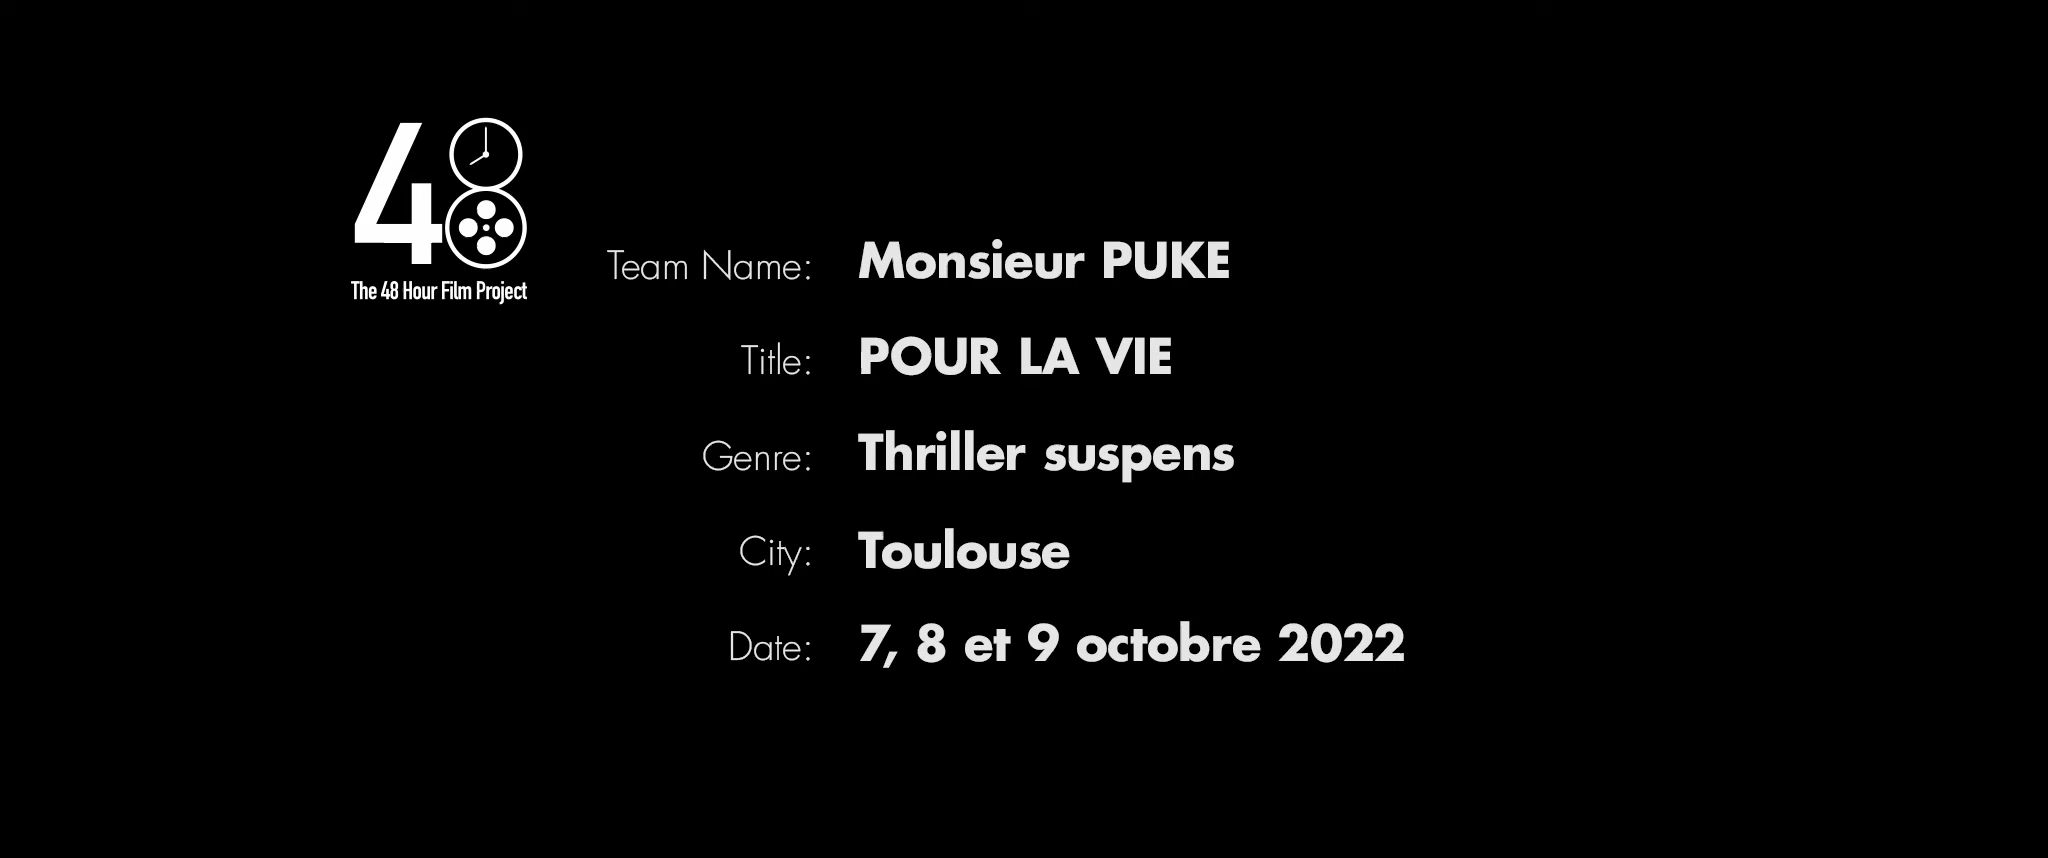 48
The 48 Hour Film Project
Team Name: Monsieur PUKE
Title: POUR LA VIE
Genre: Thriller suspens
City: Toulouse
Date: 7, 8 et 9 octobre 2022